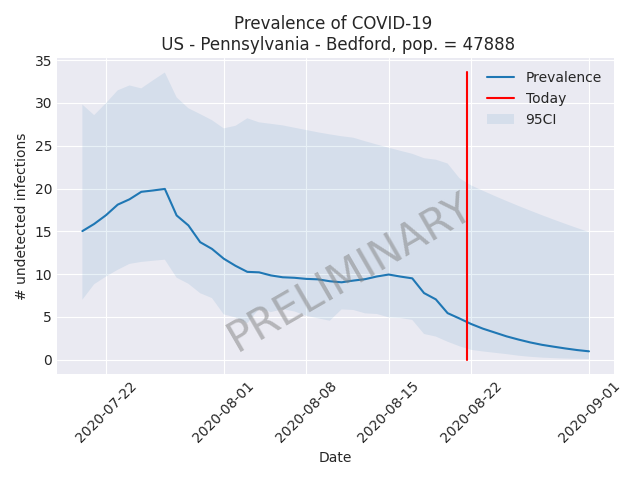 Prevalence of COVID-19
US - Pennsylvania - Bedford, pop. = 47888
# undetected infections
35
30
25
20
15
10
5
0
Prevalence
Today
95CI
PRELIMINARY
2020-07-22
2020-08-01
2020-08-08
2020-08-15
2020-08-22
2020-09-01
Date